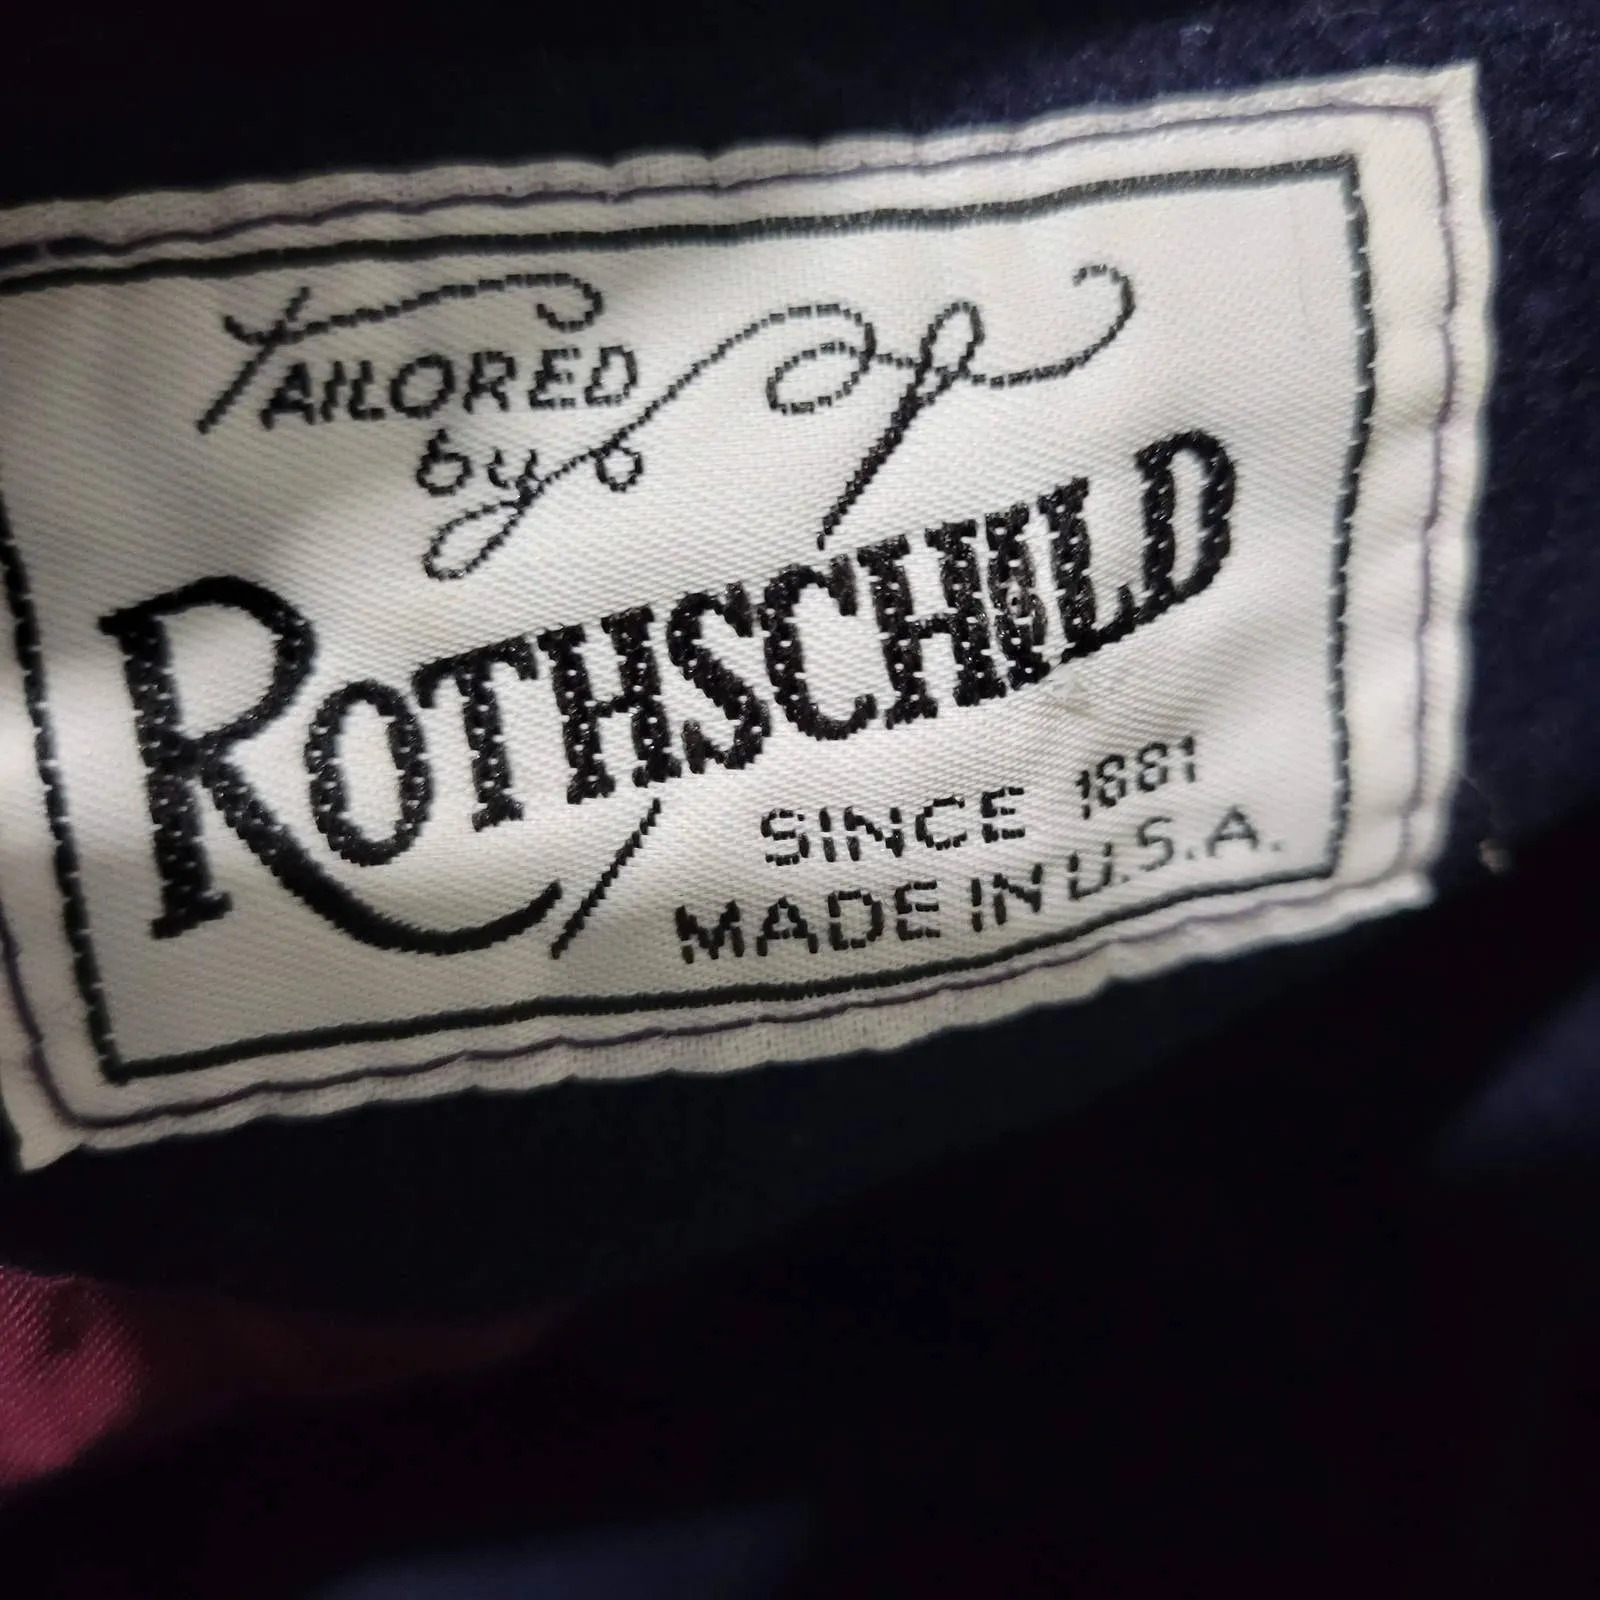 TAILORED
by
ROTHSCHILD
SINCE 1881
MADE IN U.S.A.